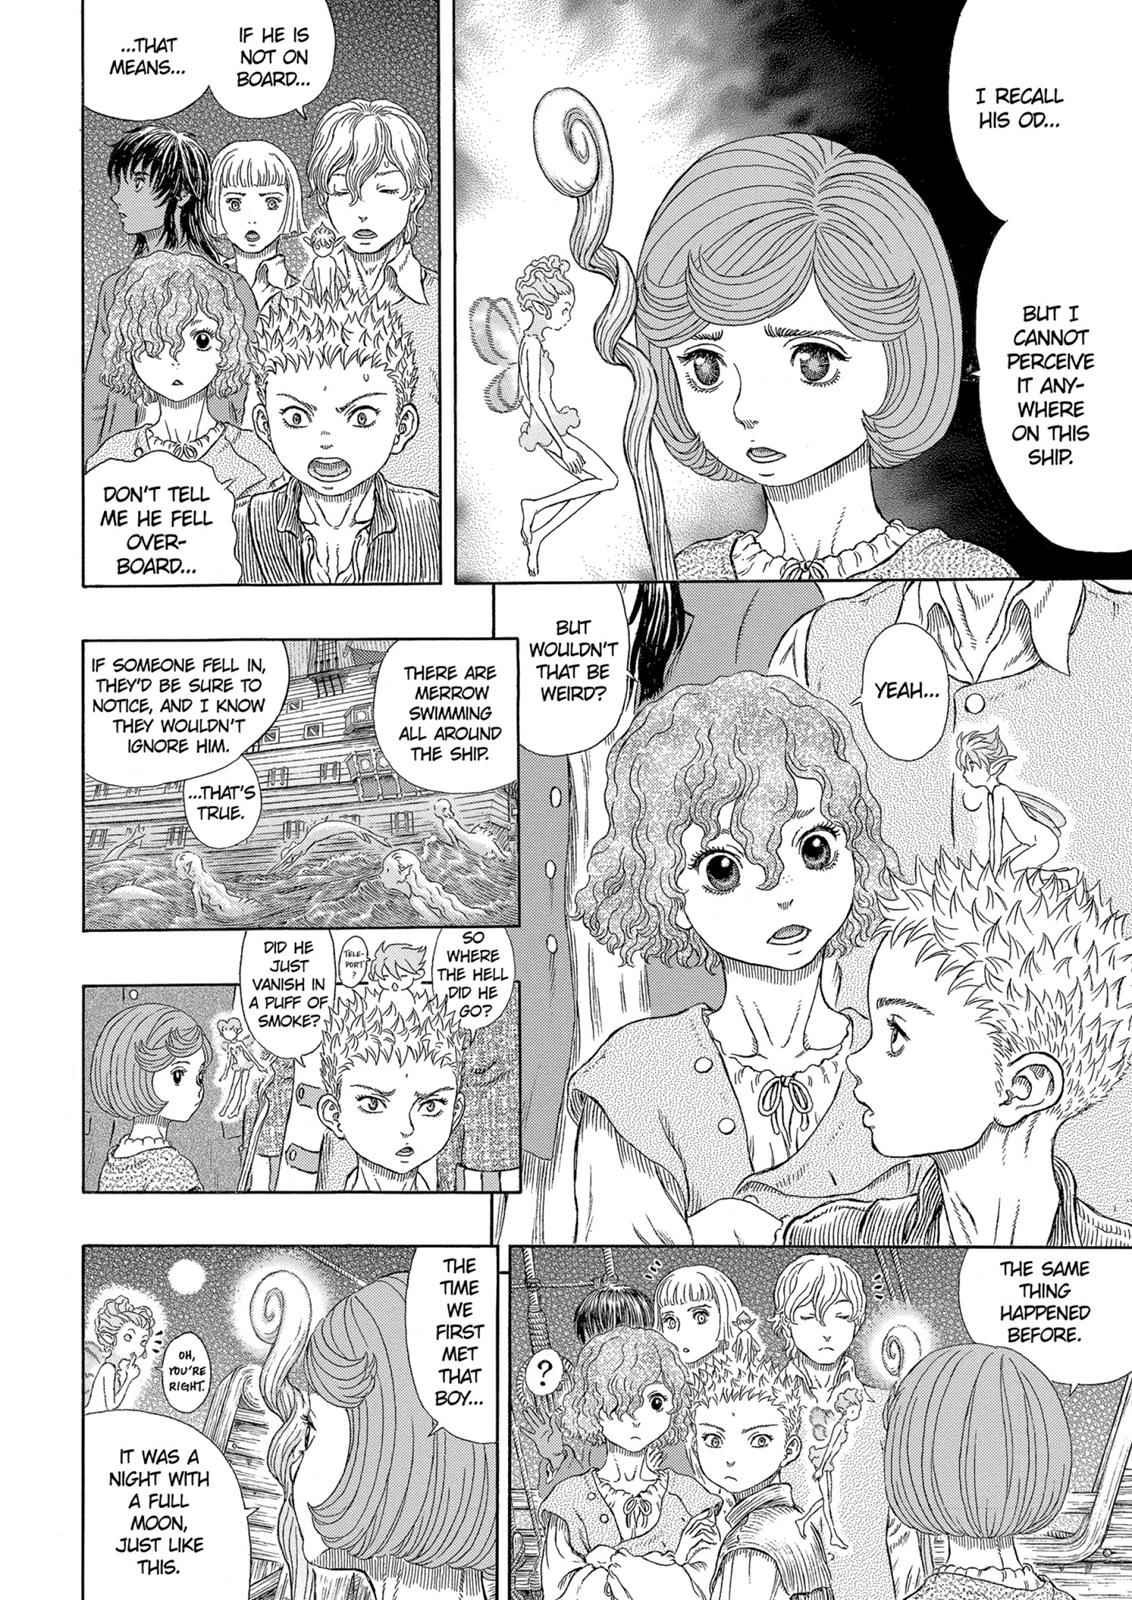 I RECALL
HIS OD...
BUT I
CANNOT
PERCEIVE
IT ANY-
WHERE
ON THIS
SHIP.
IF HE IS
NOT ON
BOARD...
...THAT
MEANS...
DON'T TELL
ME HE FELL
OVER-
BOARD...
YEAH...
BUT
WOULDN'T
THAT BE
WEIRD?
THERE ARE
MERROW
SWIMMING
ALL AROUND
THE SHIP.
IF SOMEONE FELL IN,
THEY'D BE SURE TO
NOTICE, AND I KNOW
THEY WOULDN'T
IGNORE HIM.
...THAT'S
TRUE.
SO
WHERE
THE HELL
DID HE
GO?
TELE-
PORT
?
DID HE
JUST
VANISH IN
A PUFF OF
SMOKE?
THE SAME
THING
HAPPENED
BEFORE.
?
THE
TIME
WE
FIRST
MET
THAT
BOY...
OH,
YOU'RE
RIGHT.
IT WAS A
NIGHT WITH
A FULL
MOON,
JUST LIKE
THIS.